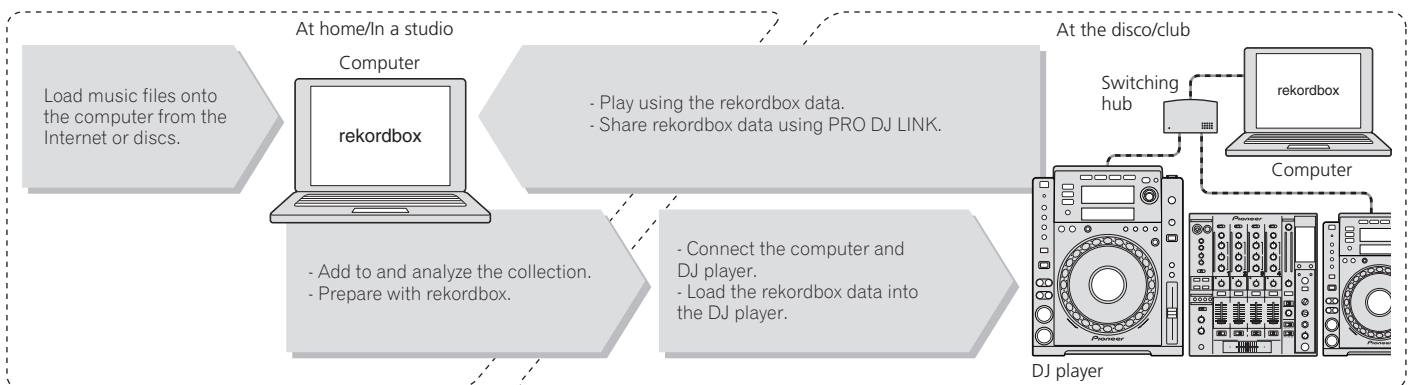 At home/In a studio
Computer
Load music files onto
the computer from the
Internet or discs.
rekordbox
- Play using the rekordbox data.
- Share rekordbox data using PRO DJ LINK.
- Add to and analyze the collection.
- Prepare with rekordbox.
- Connect the computer and
DJ player.
- Load the rekordbox data into
the DJ player.
At the disco/club
Switching
hub
rekordbox
Computer
Pioneer
Pioneer
DJ player